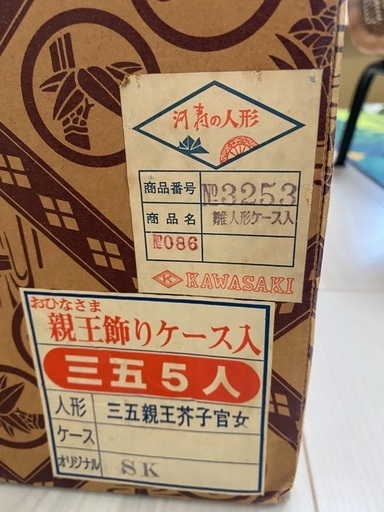 河寿の人形
商品番号 №3253
商品名 雛人形ケース入
№086
K KAWASAKI
おひなさま
親王飾りケース入
三五5人
人形 三五親王芥子官女
ケース
オリジナル SK